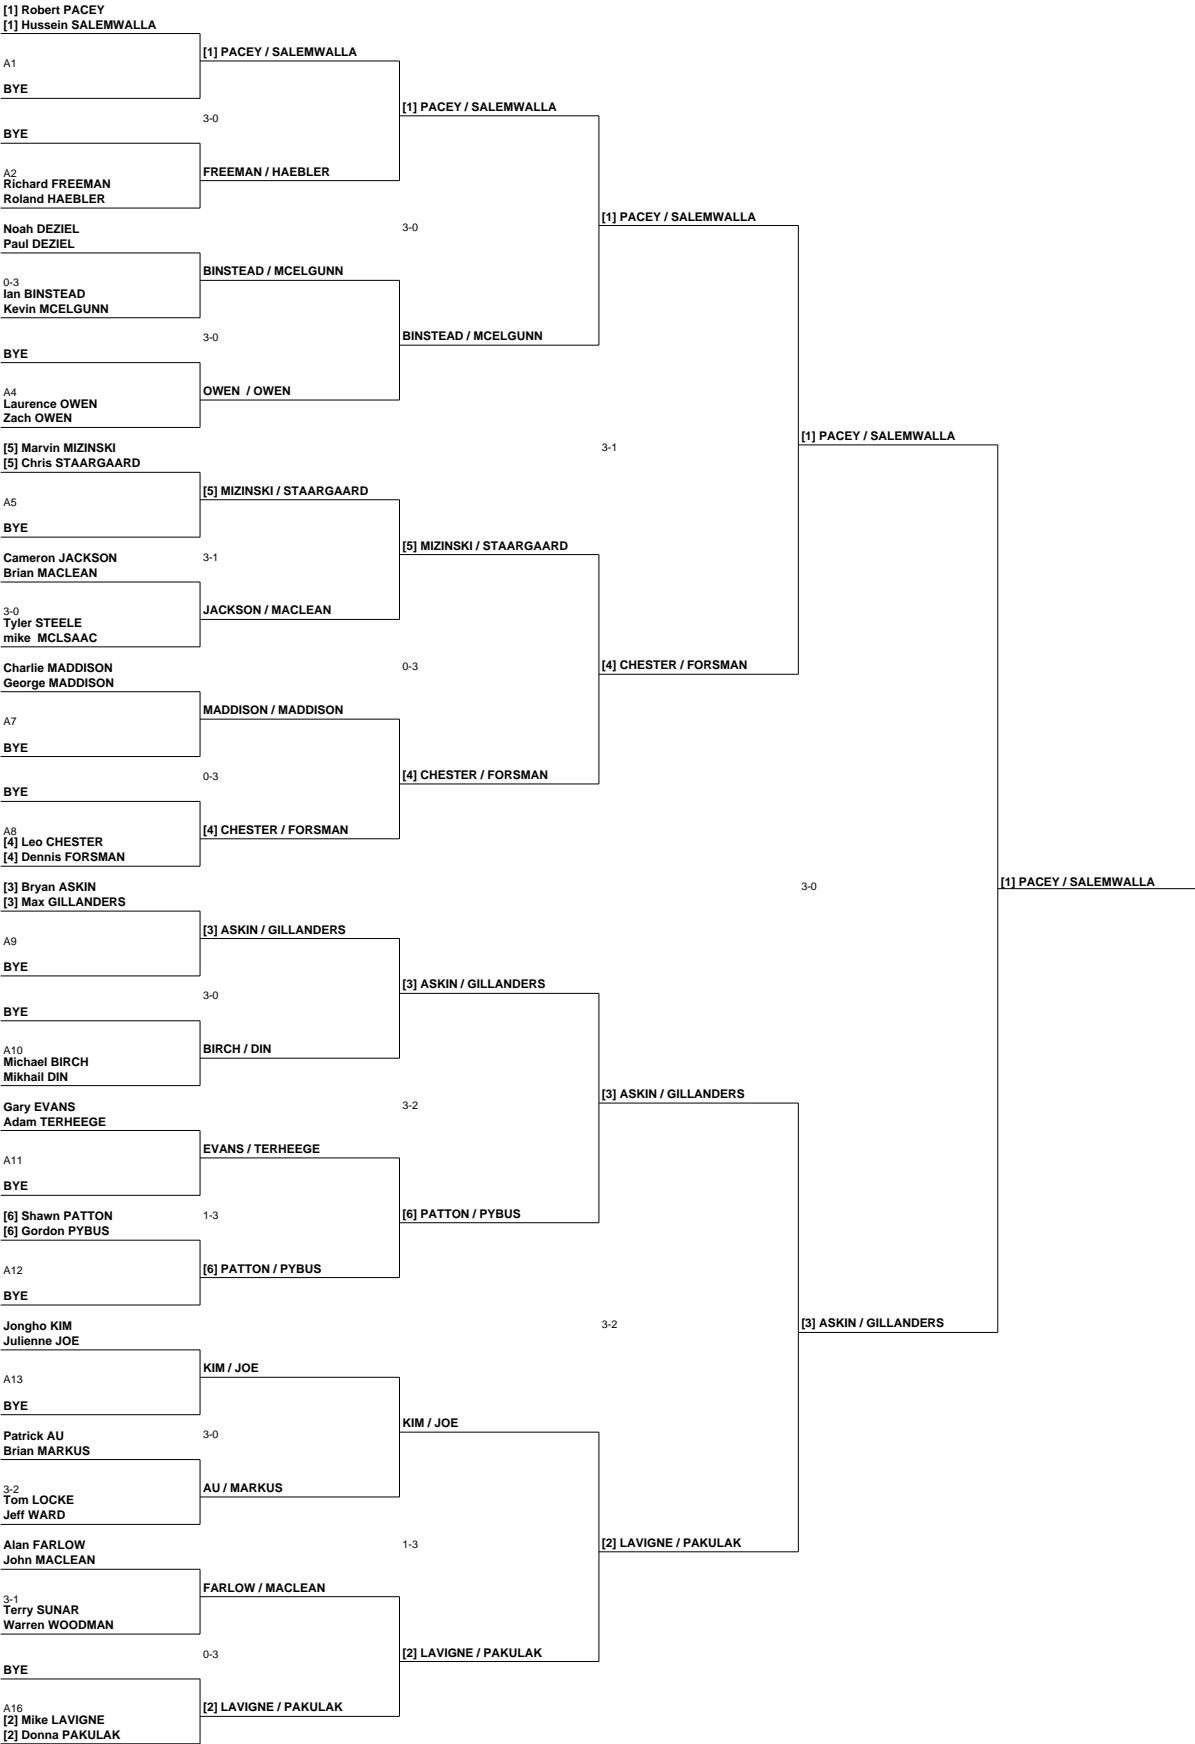 [1] Robert PACEY
[1] Hussein SALEMWALLA
[1] PACEY / SALEMWALLA
A1
BYE
[1] PACEY / SALEMWALLA
3-0
BYE
A2
FREEMAN / HAEBLER
Richard FREEMAN
Roland HAEBLER
[1] PACEY / SALEMWALLA
Noah DEZIEL
3-0
Paul DEZIEL
BINSTEAD / MCELGUNN
0-3
Ian BINSTEAD
Kevin MCELGUNN
3-0
BINSTEAD / MCELGUNN
BYE
A4
OWEN / OWEN
Laurence OWEN
Zach OWEN
[1] PACEY / SALEMWALLA
[5] Marvin MIZINSKI
3-1
[5] Chris STAARGAARD
[5] MIZINSKI / STAARGAARD
A5
BYE
[5] MIZINSKI / STAARGAARD
Cameron JACKSON
3-1
Brian MACLEAN
3-0
JACKSON / MACLEAN
Tyler STEELE
mike MCLSAAC
Charlie MADDISON
0-3
[4] CHESTER / FORSMAN
George MADDISON
MADDISON / MADDISON
A7
BYE
0-3
[4] CHESTER / FORSMAN
BYE
A8
[4] CHESTER / FORSMAN
[4] Leo CHESTER
[4] Dennis FORSMAN
[3] Bryan ASKIN
3-0
[1] PACEY / SALEMWALLA
[3] Max GILLANDERS
[3] ASKIN / GILLANDERS
A9
BYE
[3] ASKIN / GILLANDERS
3-0
BYE
A10
BIRCH / DIN
Michael BIRCH
Mikhail DIN
[3] ASKIN / GILLANDERS
Gary EVANS
3-2
Adam TERHEEGE
EVANS / TERHEEGE
A11
BYE
[6] Shawn PATTON
1-3
[6] PATTON / PYBUS
[6] Gordon PYBUS
A12
[6] PATTON / PYBUS
BYE
Jongho KIM
3-2
[3] ASKIN / GILLANDERS
Julienne JOE
KIM / JOE
A13
BYE
KIM / JOE
Patrick AU
3-0
Brian MARKUS
3-2
AU / MARKUS
Tom LOCKE
Jeff WARD
Alan FARLOW
1-3
[2] LAVIGNE / PAKULAK
John MACLEAN
FARLOW / MACLEAN
3-1
Terry SUNAR
Warren WOODMAN
0-3
[2] LAVIGNE / PAKULAK
BYE
A16
[2] LAVIGNE / PAKULAK
[2] Mike LAVIGNE
[2] Donna PAKULAK